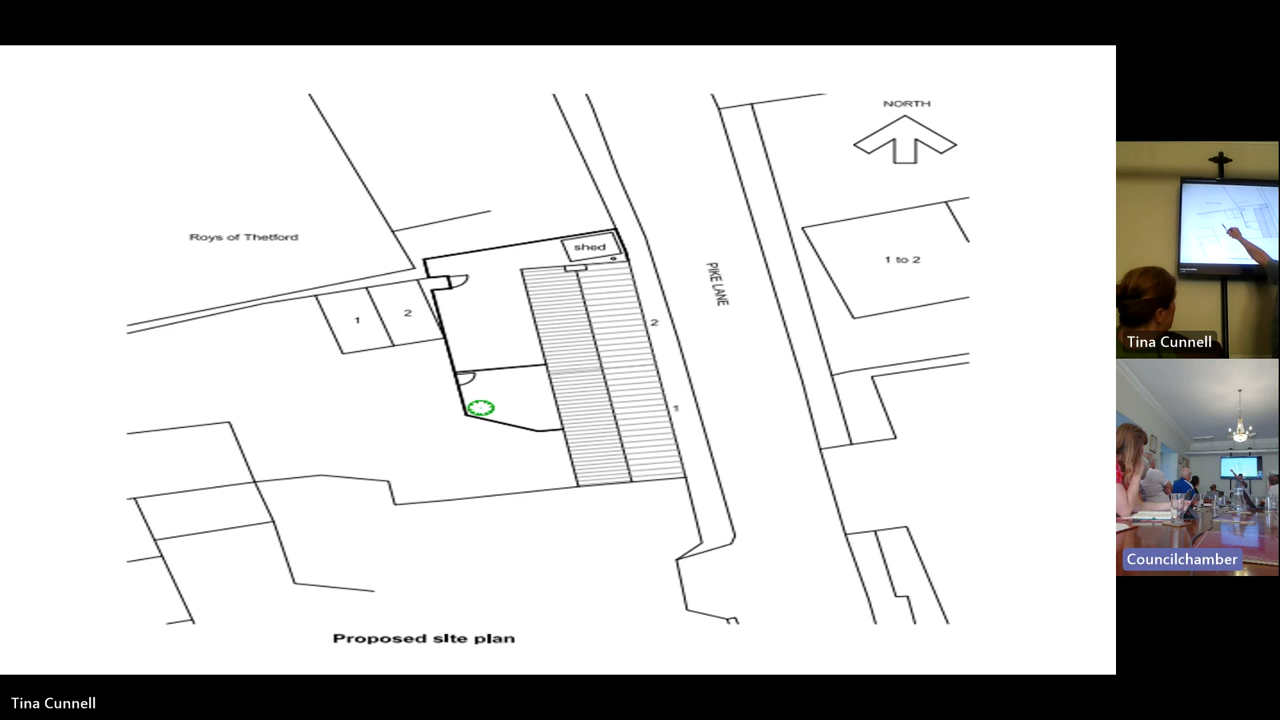 NORTH
Roys of Thetford
shed
1 to 2
PIKE LANE
1
2
2
1
Proposed site plan
Tina Cunnell
Councilchamber
Tina Cunnell